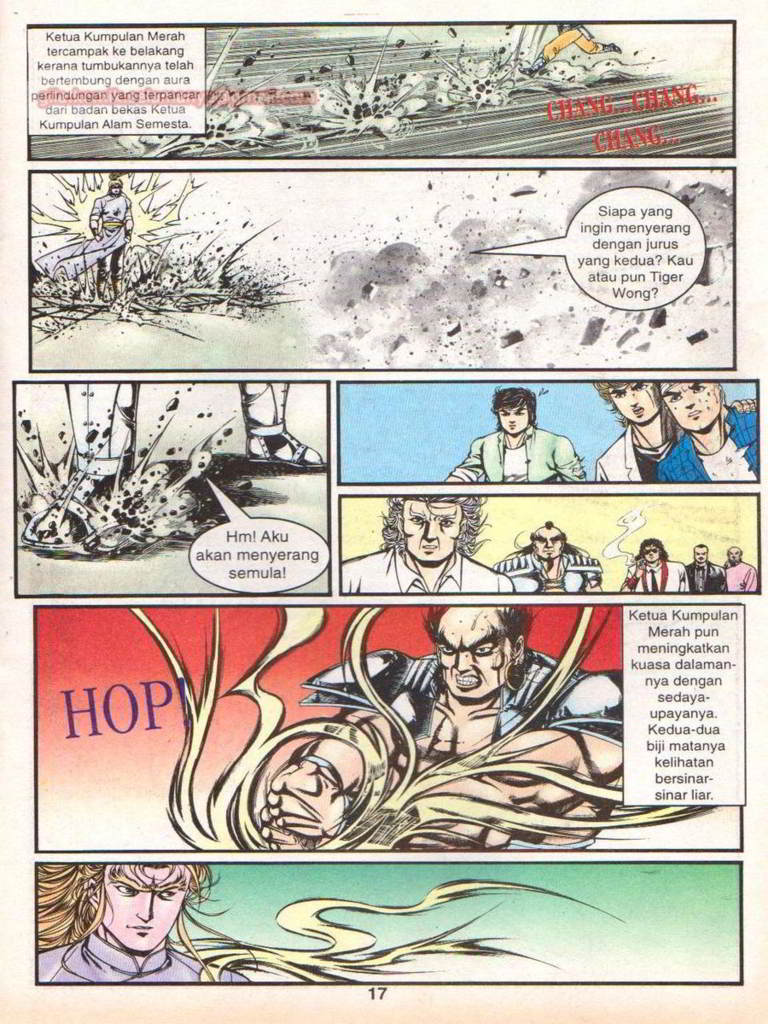 Ketua Kumpulan Merah
tercampak ke belakang
kerana tumbukannya telah
bertembung dengan aura
perlindungan yang terpancar
dari badan bekas Ketua
Kumpulan Alam Semesta.
CHANG...CHANG...
CHANG...
Siapa yang
ingin menyerang
dengan jurus
yang kedua? Kau
atau pun Tiger
Wong?
Hm! Aku
akan menyerang
semula!
HOP!
Ketua Kumpulan
Merah pun
meningkatkan
kuasa dalaman-
nya dengan
sedaya-
upayanya.
Kedua-dua
biji matanya
kelihatan
bersinar-
sinar liar.
17